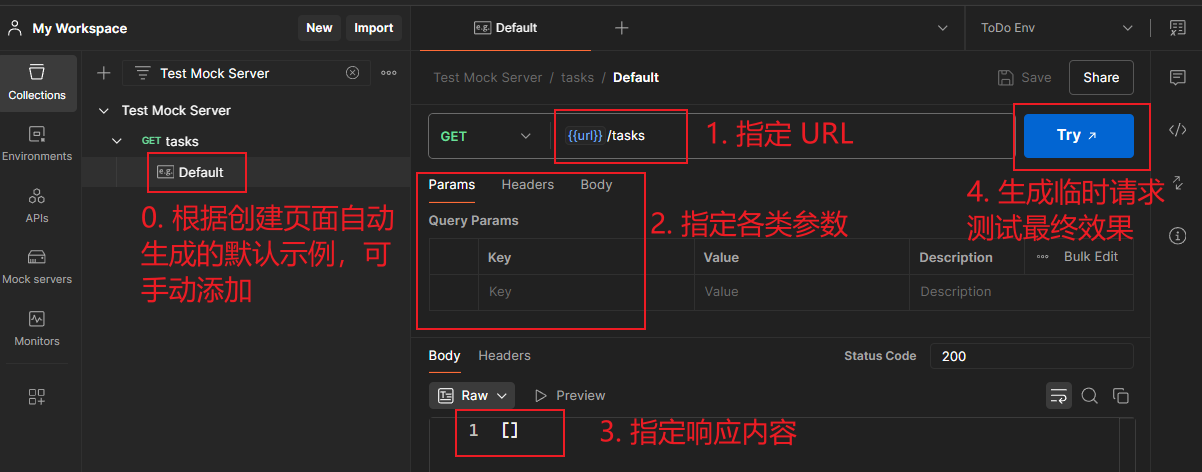 My Workspace
New
Import
Default
ToDo Env
Collections
Environments
APIs
Mock servers
Monitors
Test Mock Server
Test Mock Server
GET tasks
e.g. Default
0. 根据创建页面自动
生成的默认示例，可
手动添加
Test Mock Server / tasks / Default
Save
Share
GET
{{url}} /tasks
1. 指定 URL
Try
4. 生成临时请求
测试最终效果
Params Headers Body
Query Params
2. 指定各类参数
Key Value Description Bulk Edit
Key Value Description
Body Headers
Status Code 200
Raw Preview
1 []
3. 指定响应内容